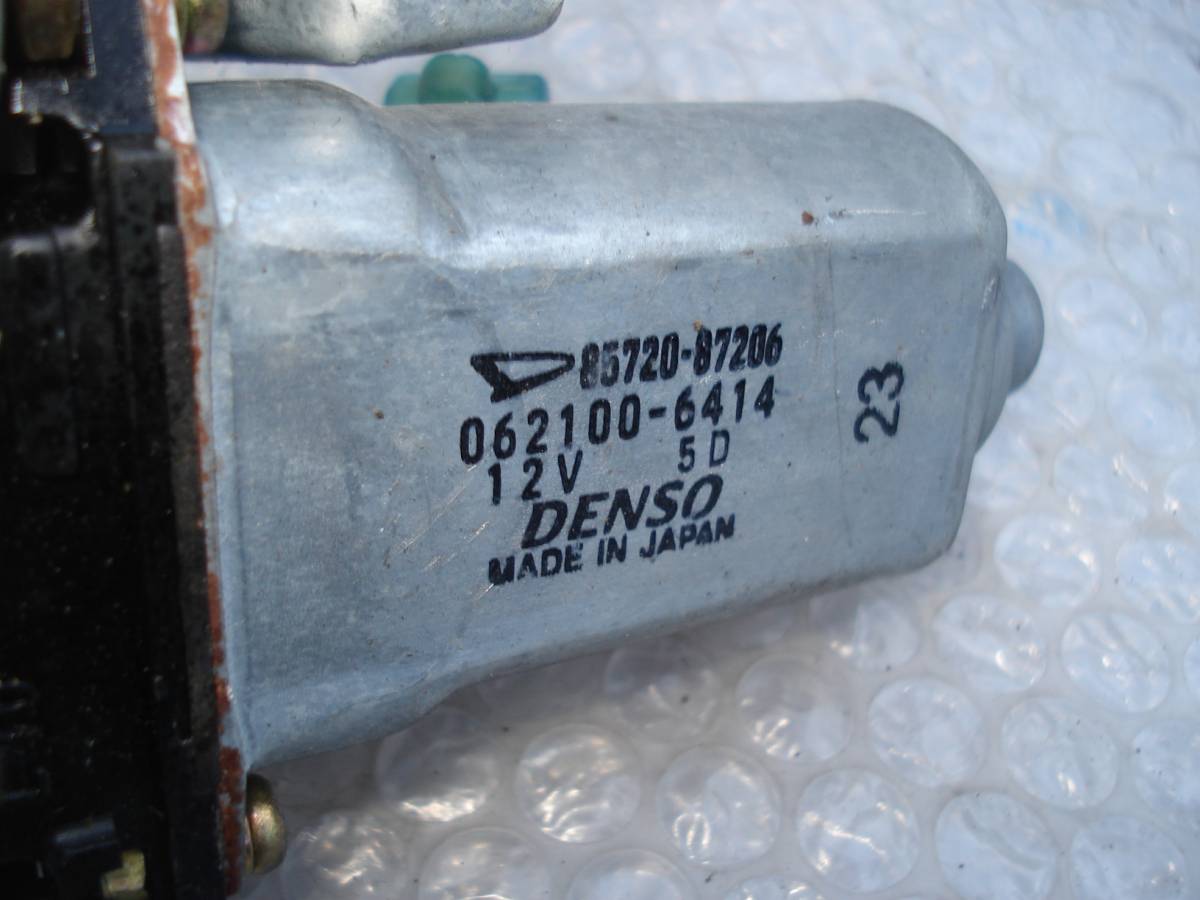 85720-87206
062100-6414
12V 5D
DENSO
MADE IN JAPAN
23